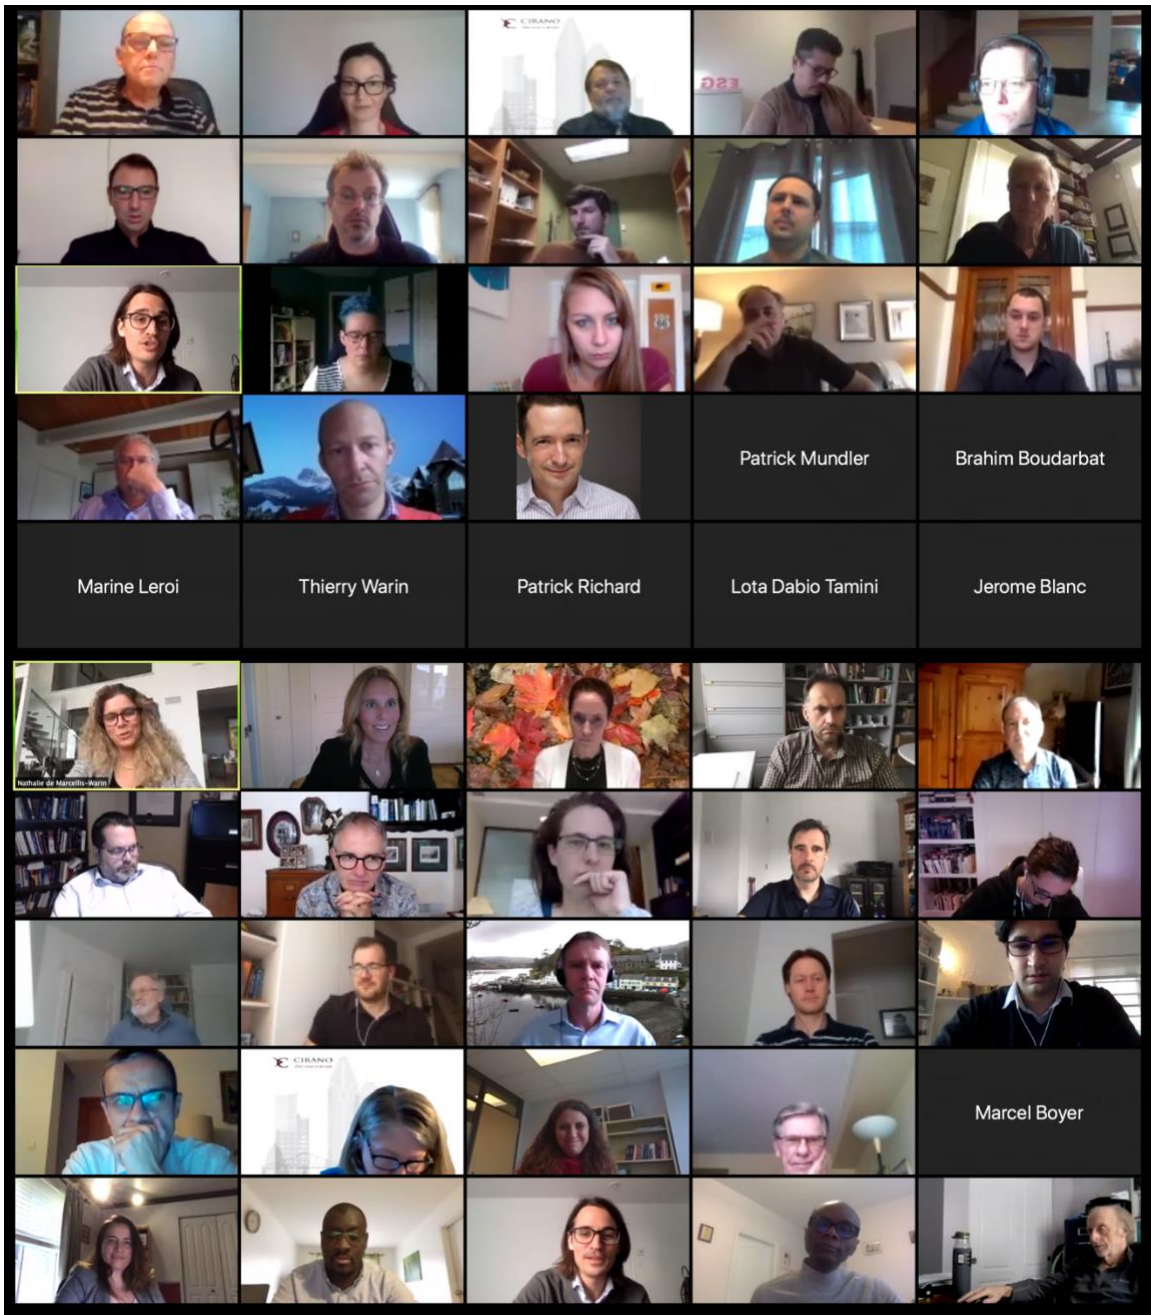 CIRANO
ESG
Patrick Mundler
Brahim Boudarbat
Marine Leroi
Thierry Warin
Patrick Richard
Lota Dabio Tamini
Jerome Blanc
Nathalie de Marcellis-Warin
CIRANO
Marcel Boyer